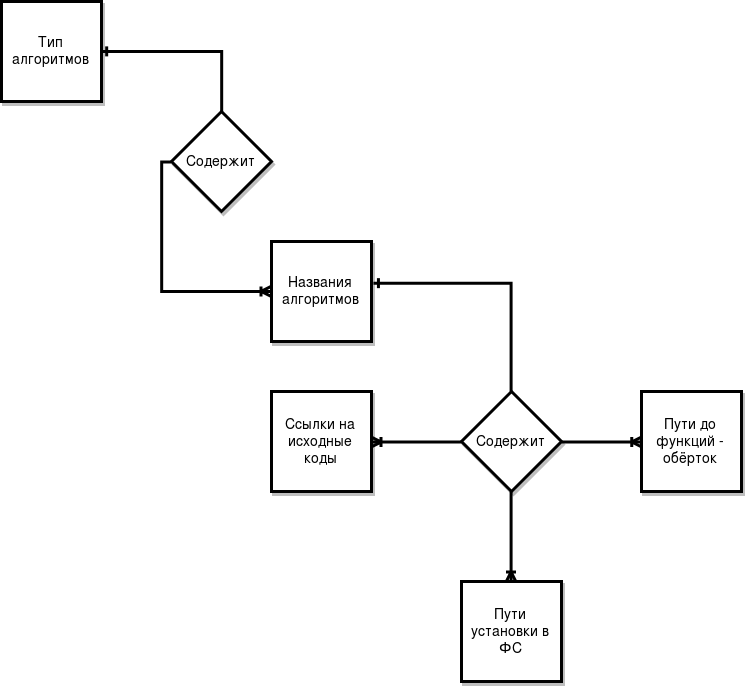 Тип
алгоритмов
Содержит
Названия
алгоритмов
Ссылки на
исходные
коды
Содержит
Пути до
функций -
обёрток
Пути
установки в
ФС